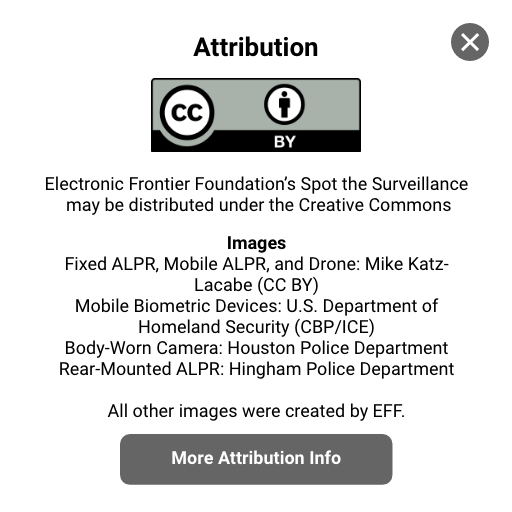 Attribution
CC
BY
Electronic Frontier Foundation’s Spot the Surveillance
may be distributed under the Creative Commons
Images
Fixed ALPR, Mobile ALPR, and Drone: Mike Katz-
Lacabe (CC BY)
Mobile Biometric Devices: U.S. Department of
Homeland Security (CBP/ICE)
Body-Worn Camera: Houston Police Department
Rear-Mounted ALPR: Hingham Police Department
All other images were created by EFF.
More Attribution Info